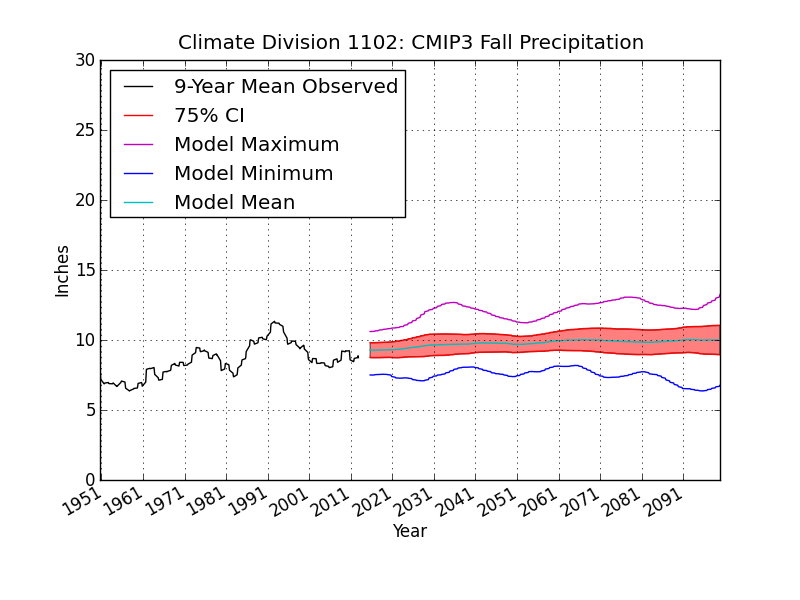 Climate Division 1102: CMIP3 Fall Precipitation
30
25
20
15
10
5
0
Inches
9-Year Mean Observed
75% CI
Model Maximum
Model Minimum
Model Mean
1951 1961 1971 1981 1991 2001 2011 2021 2031 2041 2051 2061 2071 2081 2091
Year